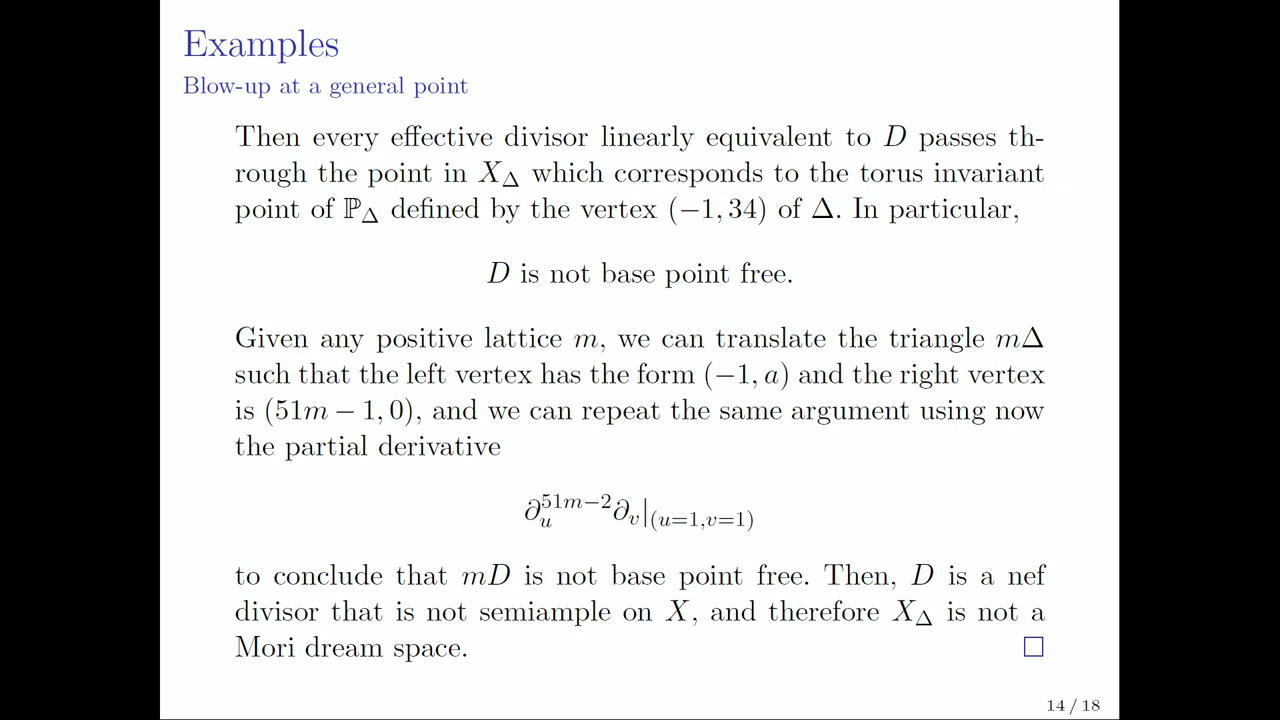 Examples
Blow-up at a general point
Then every effective divisor linearly equivalent to D passes th-
rough the point in X_Δ which corresponds to the torus invariant
point of ℙ_Δ defined by the vertex (−1, 34) of Δ. In particular,
D is not base point free.
Given any positive lattice m, we can translate the triangle mΔ
such that the left vertex has the form (−1, a) and the right vertex
is (51m − 1, 0), and we can repeat the same argument using now
the partial derivative
∂_u^{51m−2}∂_v|_{(u=1,v=1)}
to conclude that mD is not base point free. Then, D is a nef
divisor that is not semiample on X, and therefore X_Δ is not a
Mori dream space. □
14 / 18